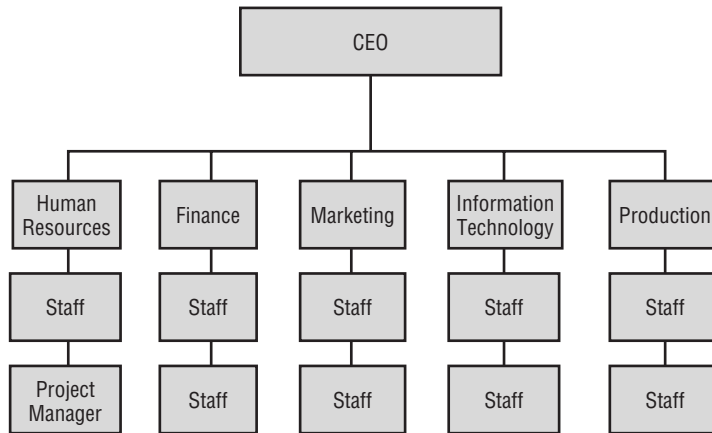 CEO
Human
Resources
Finance
Marketing
Information
Technology
Production
Staff
Staff
Staff
Staff
Staff
Project
Manager
Staff
Staff
Staff
Staff